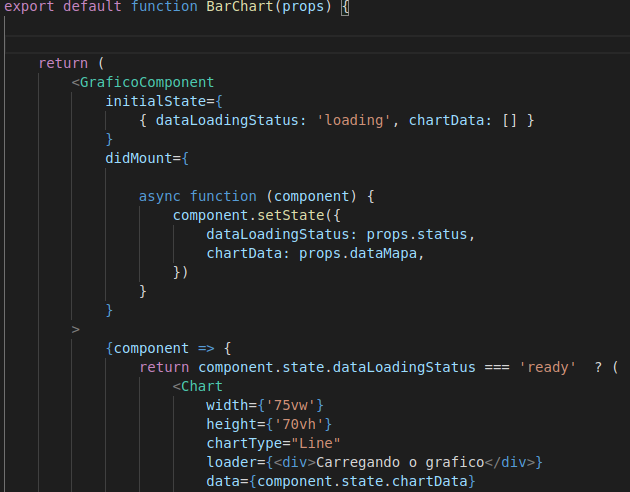 export default function BarChart(props) {
return (
<GraficoComponent
initialState={
{ dataLoadingStatus: 'loading', chartData: [] }
}
didMount={
async function (component) {
component.setState({
dataLoadingStatus: props.status,
chartData: props.dataMapa,
})
}
}
>
{component => {
return component.state.dataLoadingStatus === 'ready' ? (
<Chart
width={'75vw'}
height={'70vh'}
chartType="Line"
loader={<div>Carregando o grafico</div>}
data={component.state.chartData}